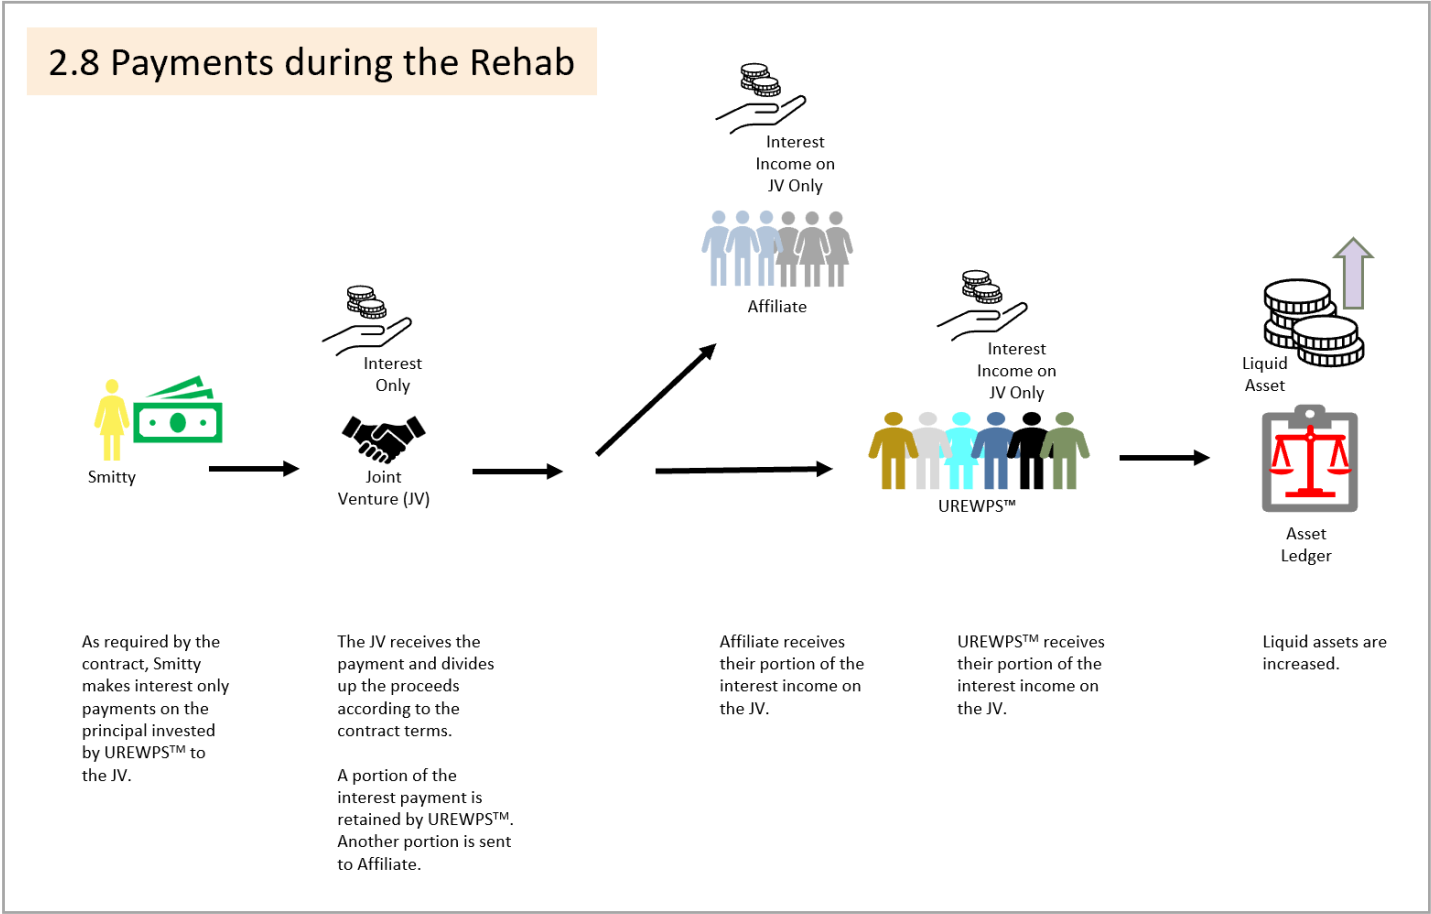 2.8 Payments during the Rehab
Interest
Income on
JV Only
Affiliate
Interest
Only
Interest
Income on
JV Only
Liquid
Asset
Smitty
Joint
Venture (JV)
UREWPS™
Asset
Ledger
As required by the
contract, Smitty
makes interest only
payments on the
principal invested
by UREWPS™ to
the JV.
The JV receives the
payment and divides
up the proceeds
according to the
contract terms.
A portion of the
interest payment is
retained by UREWPS™.
Another portion is sent
to Affiliate.
Affiliate receives
their portion of the
interest income on
the JV.
UREWPS™ receives
their portion of the
interest income on
the JV.
Liquid assets are
increased.